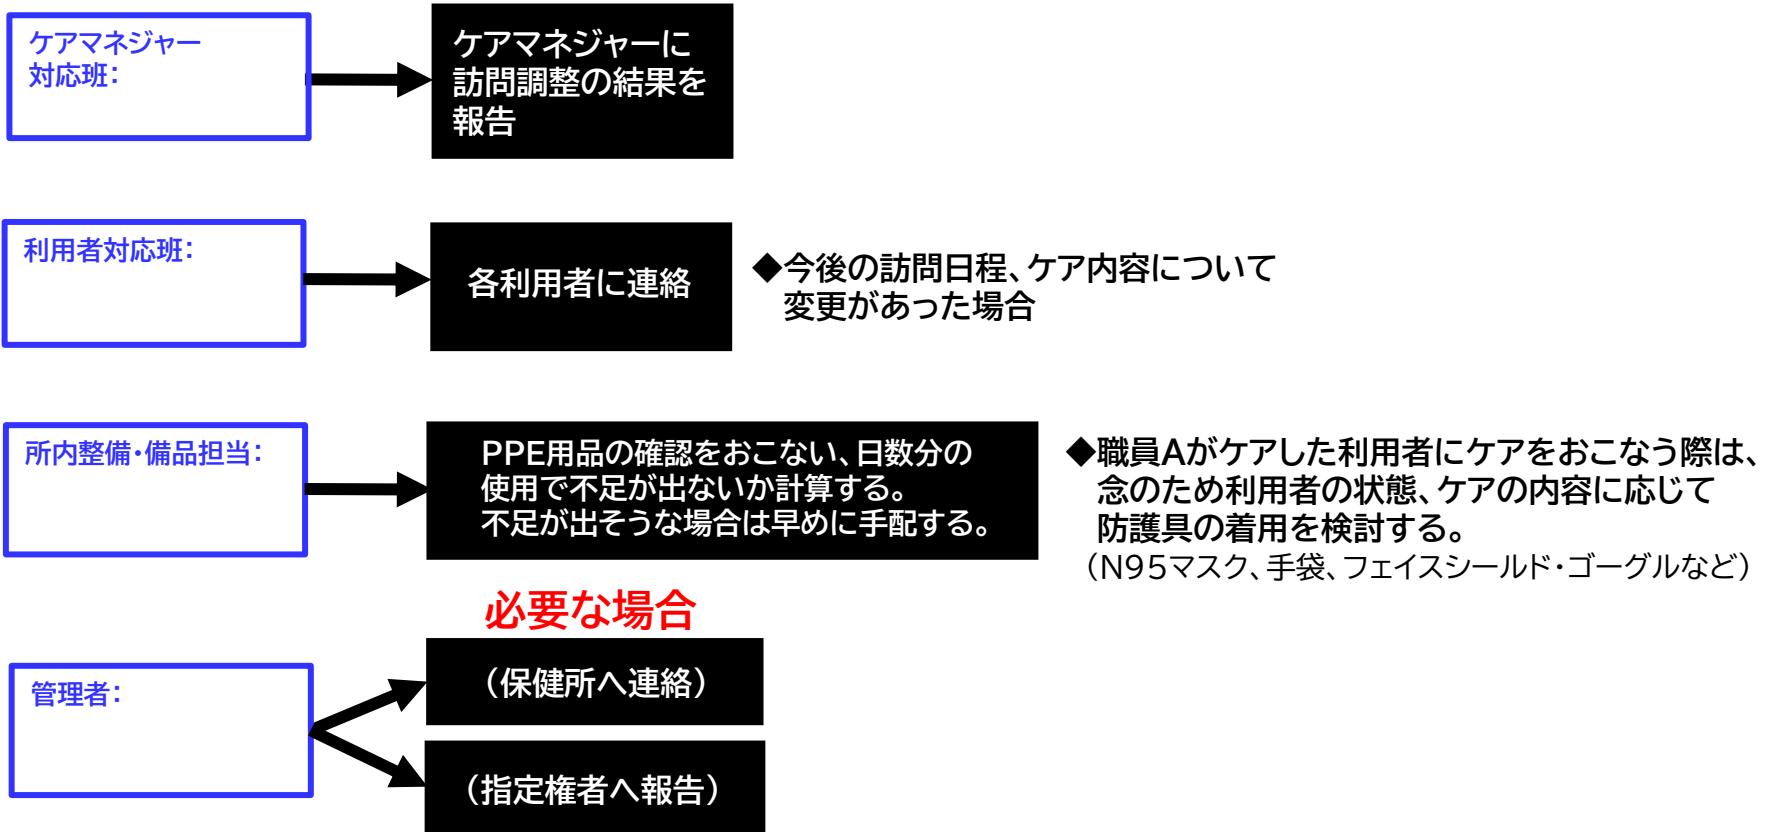 ケアマネジャー
対応班：
ケアマネジャーに
訪問調整の結果を
報告
利用者対応班：
各利用者に連絡
◆今後の訪問日程、ケア内容について
変更があった場合
所内整備・備品担当：
PPE用品の確認をおこない、日数分の
使用で不足が出ないか計算する。
不足が出そうな場合は早めに手配する。
◆職員Aがケアした利用者にケアをおこなう際は、
念のため利用者の状態、ケアの内容に応じて
防護具の着用を検討する。
（N95マスク、手袋、フェイスシールド・ゴーグルなど）
必要な場合
管理者：
（保健所へ連絡）
（指定権者へ報告）